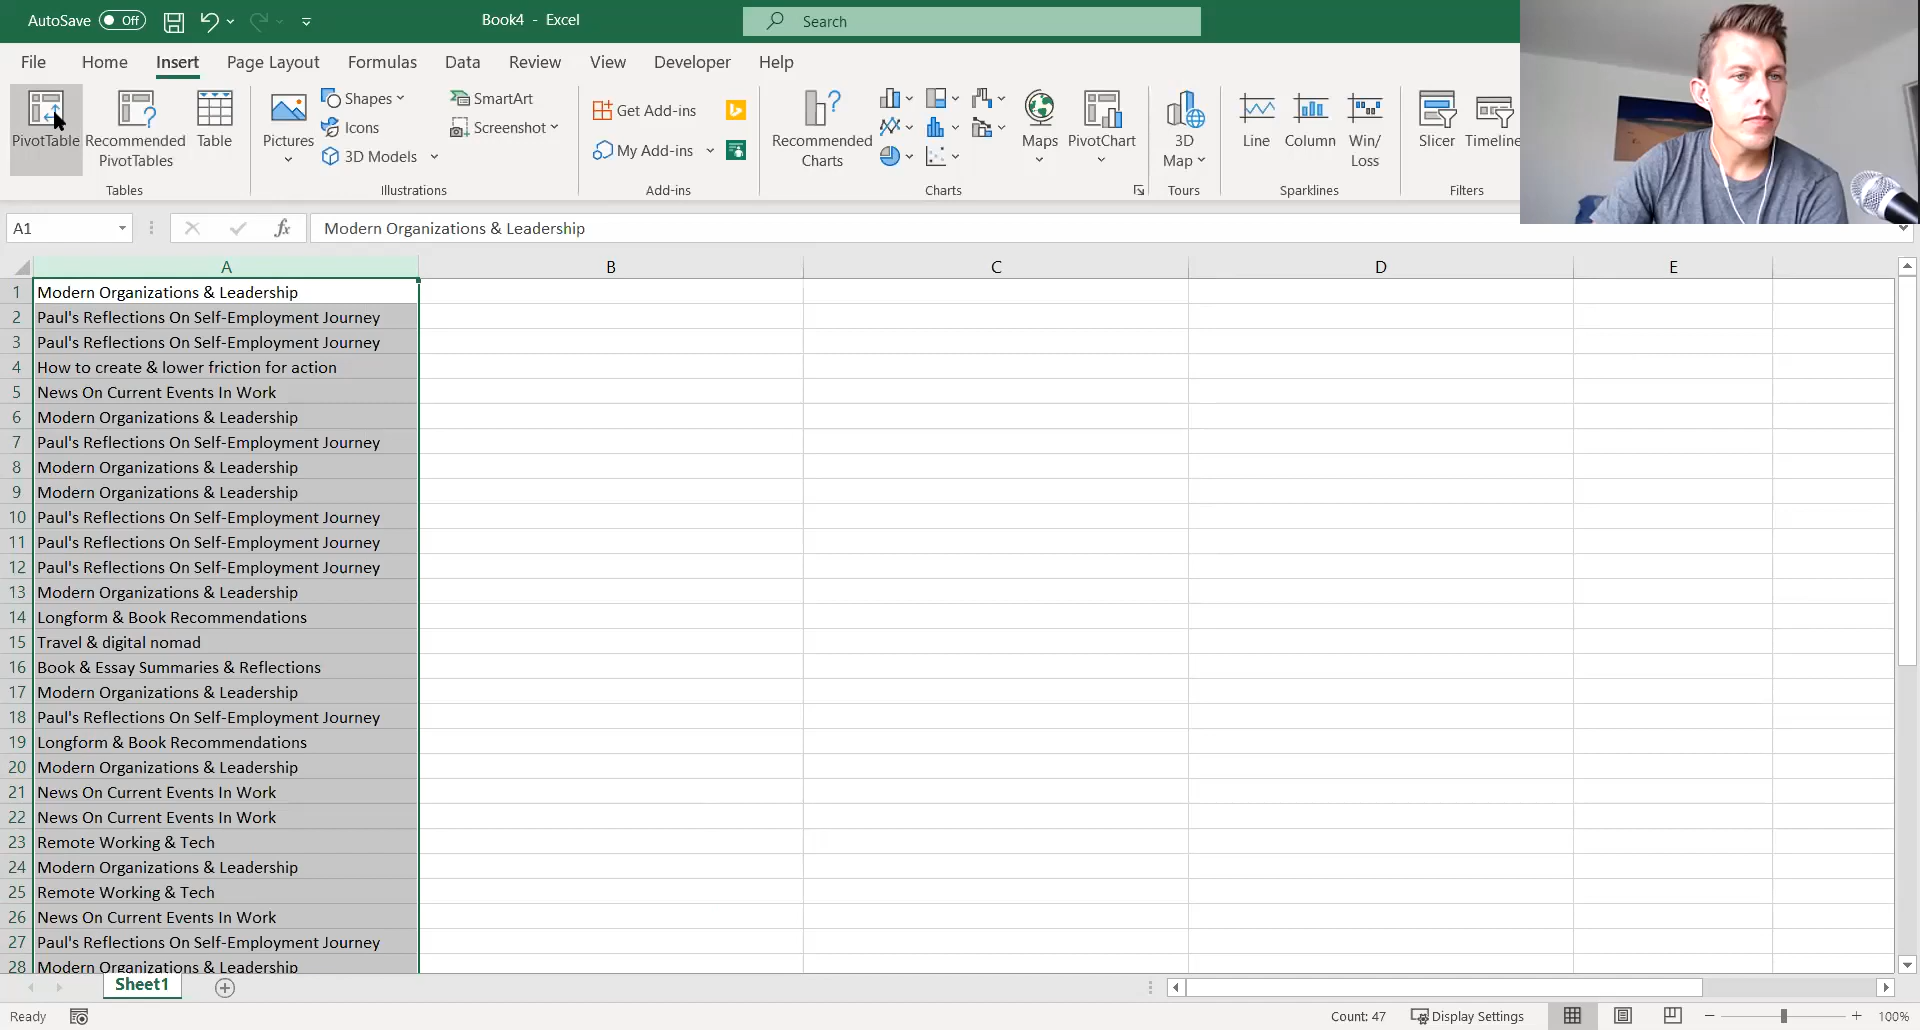 AutoSave Off
Book4 - Excel
Search
File Home Insert Page Layout Formulas Data Review View Developer Help
PivotTable
Recommended
PivotTables
Table
Tables
Pictures
Shapes
Icons
3D Models
SmartArt
Screenshot
Illustrations
Get Add-ins
My Add-ins
Add-ins
Recommended
Charts
Maps
PivotChart
Charts
3D
Map
Tours
Line
Column
Win/
Loss
Sparklines
Slicer
Timeline
Filters
A1
fx
Modern Organizations & Leadership
A B C D E
1 Modern Organizations & Leadership
2 Paul's Reflections On Self-Employment Journey
3 Paul's Reflections On Self-Employment Journey
4 How to create & lower friction for action
5 News On Current Events In Work
6 Modern Organizations & Leadership
7 Paul's Reflections On Self-Employment Journey
8 Modern Organizations & Leadership
9 Modern Organizations & Leadership
10 Paul's Reflections On Self-Employment Journey
11 Paul's Reflections On Self-Employment Journey
12 Paul's Reflections On Self-Employment Journey
13 Modern Organizations & Leadership
14 Longform & Book Recommendations
15 Travel & digital nomad
16 Book & Essay Summaries & Reflections
17 Modern Organizations & Leadership
18 Paul's Reflections On Self-Employment Journey
19 Longform & Book Recommendations
20 Modern Organizations & Leadership
21 News On Current Events In Work
22 News On Current Events In Work
23 Remote Working & Tech
24 Modern Organizations & Leadership
25 Remote Working & Tech
26 News On Current Events In Work
27 Paul's Reflections On Self-Employment Journey
28 Modern Organizations & Leadership
Sheet1
Ready
Count: 47
Display Settings
100%